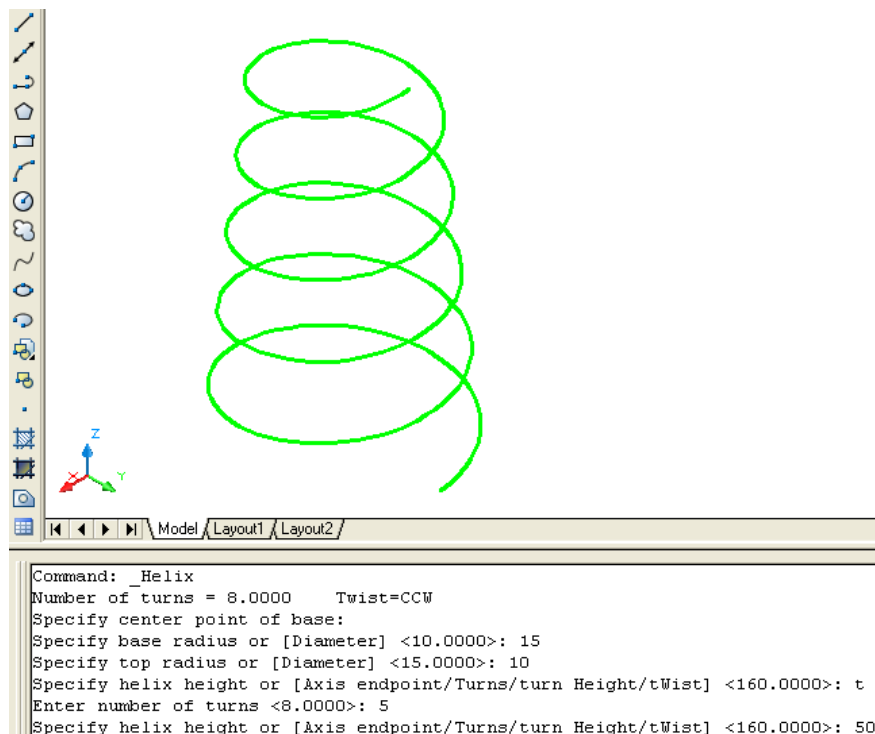 Z
X
Y
Model Layout1 Layout2
Command: _Helix
Number of turns = 8.0000    Twist=CCW
Specify center point of base:
Specify base radius or [Diameter] <10.0000>: 15
Specify top radius or [Diameter] <15.0000>: 10
Specify helix height or [Axis endpoint/Turns/turn Height/tWist] <160.0000>: t
Enter number of turns <8.0000>: 5
Specify helix height or [Axis endpoint/Turns/turn Height/tWist] <160.0000>: 50